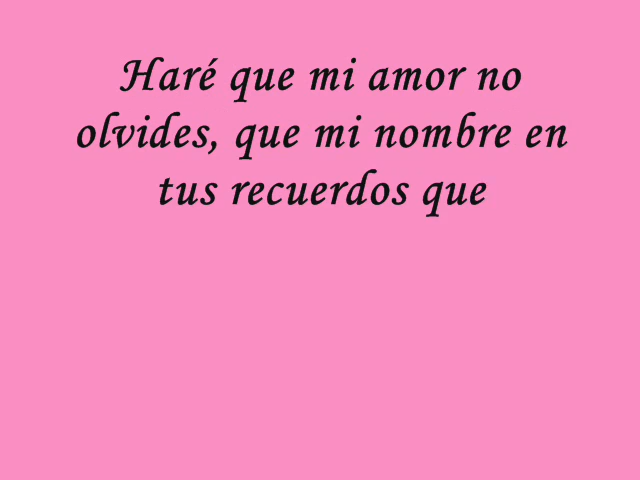 Haré que mi amor no
olvides, que mi nombre en
tus recuerdos que